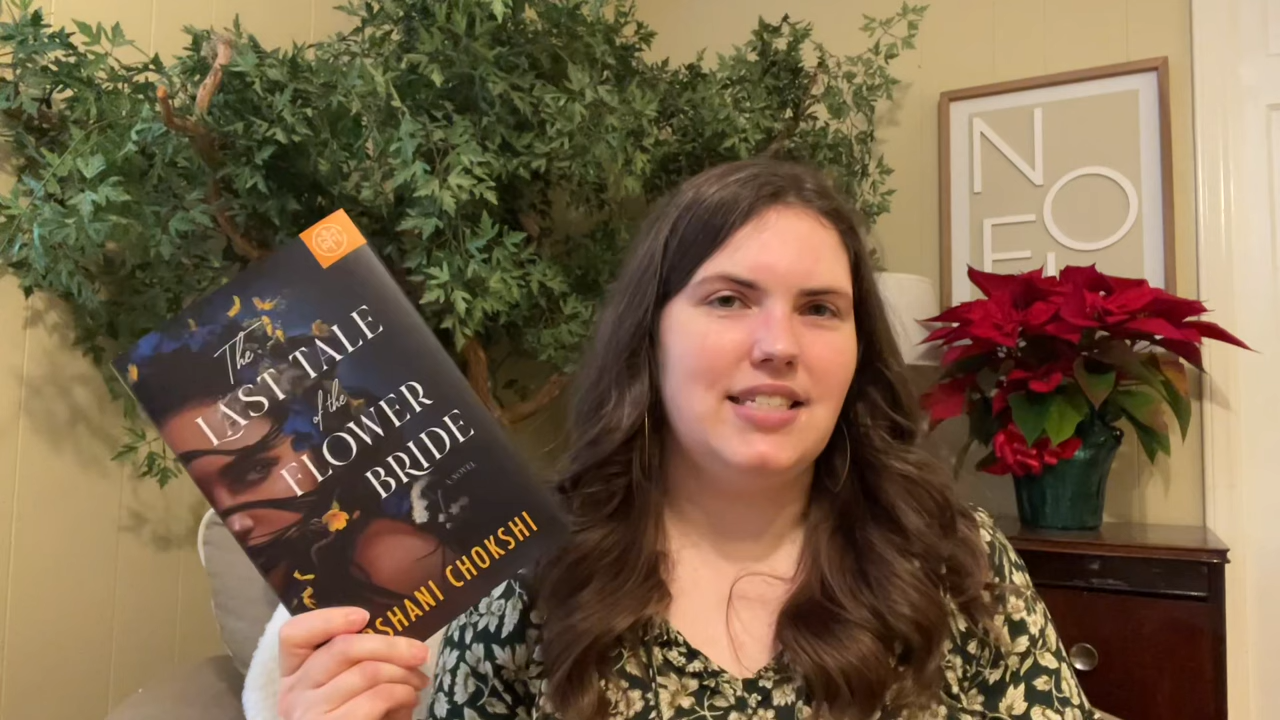 The
LAST TALE
of the
FLOWER
BRIDE
A NOVEL
OSHANI CHOKSHI
NO